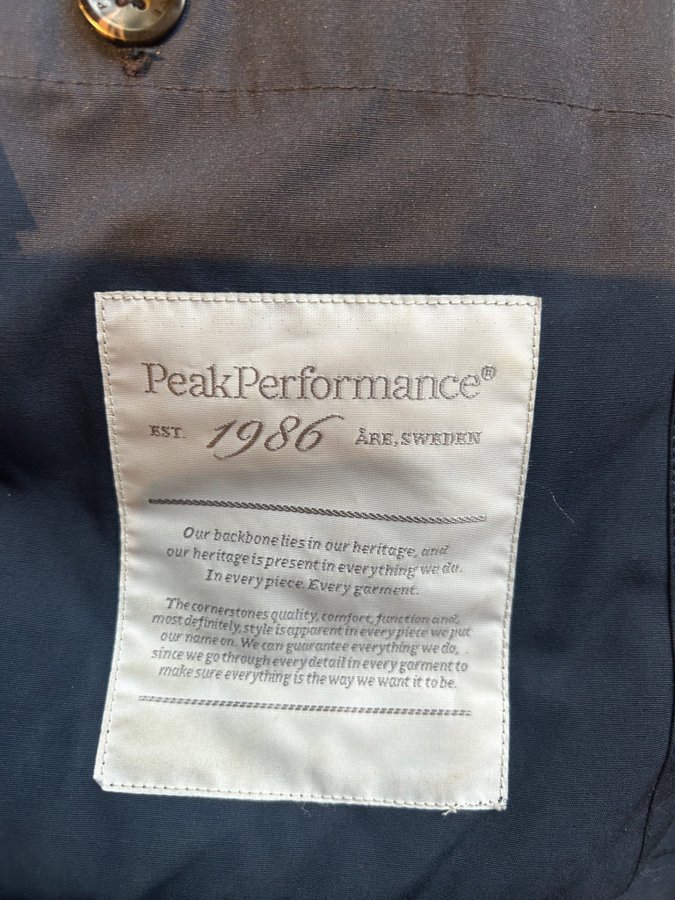 PeakPerformance®
EST. 1986 ÅRE, SWEDEN
Our backbone lies in our heritage, and
our heritage is present in everything we do.
In every piece. Every garment.
The cornerstones quality, comfort, function and,
most definitely, style is apparent in every piece we put
our name on. We can guarantee everything we do,
since we go through every detail in every garment to
make sure everything is the way we want it to be.